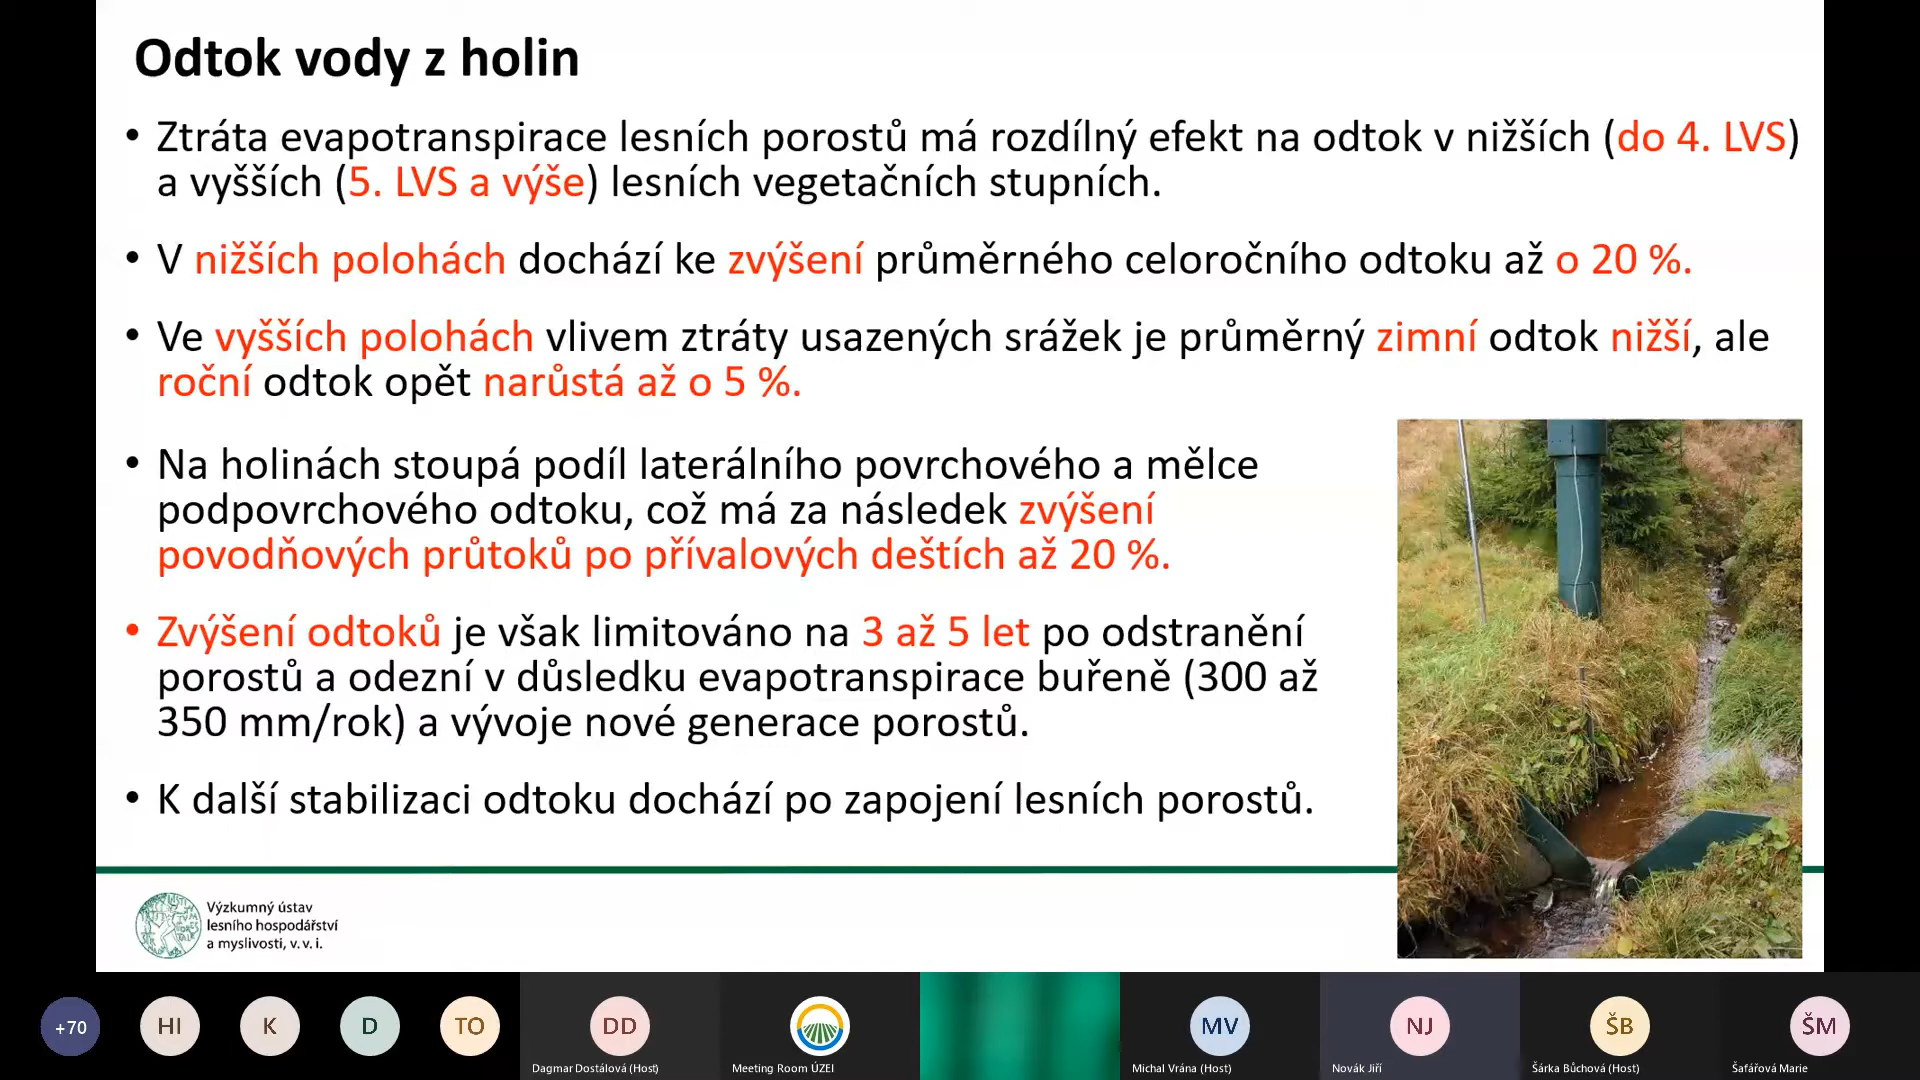 Odtok vody z holin
• Ztráta evapotranspirace lesních porostů má rozdílný efekt na odtok v nižších (do 4. LVS)
a vyšších (5. LVS a výše) lesních vegetačních stupních.
• V nižších polohách dochází ke zvýšení průměrného celoročního odtoku až o 20 %.
• Ve vyšších polohách vlivem ztráty usazených srážek je průměrný zimní odtok nižší, ale
roční odtok opět narůstá až o 5 %.
• Na holinách stoupá podíl laterálního povrchového a mělce
podpovrchového odtoku, což má za následek zvýšení
povodňových průtoků po přívalových deštích až 20 %.
• Zvýšení odtoků je však limitováno na 3 až 5 let po odstranění
porostů a odezní v důsledku evapotranspirace buřeně (300 až
350 mm/rok) a vývoje nové generace porostů.
• K další stabilizaci odtoku dochází po zapojení lesních porostů.
Výzkumný ústav
lesního hospodářství
a myslivosti, v. v. i.
+70
HI
K
D
TO
DD
MV
NJ
ŠB
ŠM
Dagmar Dostálová (Host)
Meeting Room ÚZEI
Michal Vrána (Host)
Novák Jiří
Šárka Bůchová (Host)
Šafářová Marie